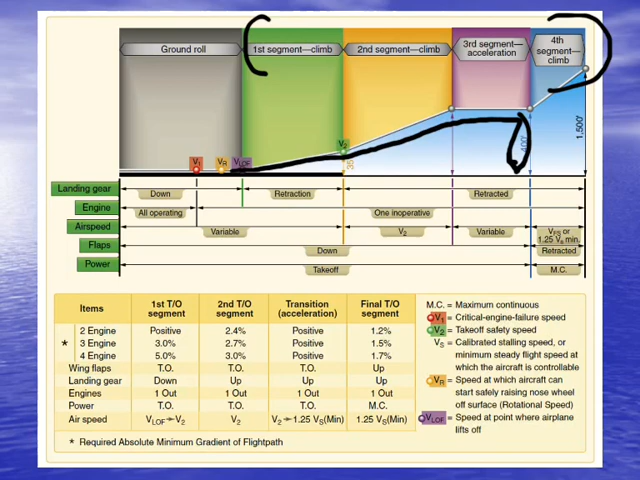 Ground roll
1st segment—climb
2nd segment—climb
3rd segment—
acceleration
4th
segment—
climb
V1
VR
VLOF
V2
35'
400'
1,500'
Landing gear
Down
Retraction
Retracted
Engine
All operating
One inoperative
Airspeed
Variable
V2
Variable
VFS or
1.25 Vs min.
Flaps
Down
Retracted
Power
Takeoff
M.C.
Items
1st T/O
segment
2nd T/O
segment
Transition
(acceleration)
Final T/O
segment
2 Engine Positive 2.4% Positive 1.2%
* 3 Engine 3.0% 2.7% Positive 1.5%
4 Engine 5.0% 3.0% Positive 1.7%
Wing flaps T.O. T.O. T.O. Up
Landing gear Down Up Up Up
Engines 1 Out 1 Out 1 Out 1 Out
Power T.O. T.O. T.O. M.C.
Air speed VLOF→V2 V2 V2→1.25 VS(Min) 1.25 VS(Min)
* Required Absolute Minimum Gradient of Flightpath
M.C. = Maximum continuous
V1 = Critical-engine-failure speed
V2 = Takeoff safety speed
VS = Calibrated stalling speed, or
minimum steady flight speed at
which the aircraft is controllable
VR = Speed at which aircraft can
start safely raising nose wheel
off surface (Rotational Speed)
VLOF = Speed at point where airplane
lifts off